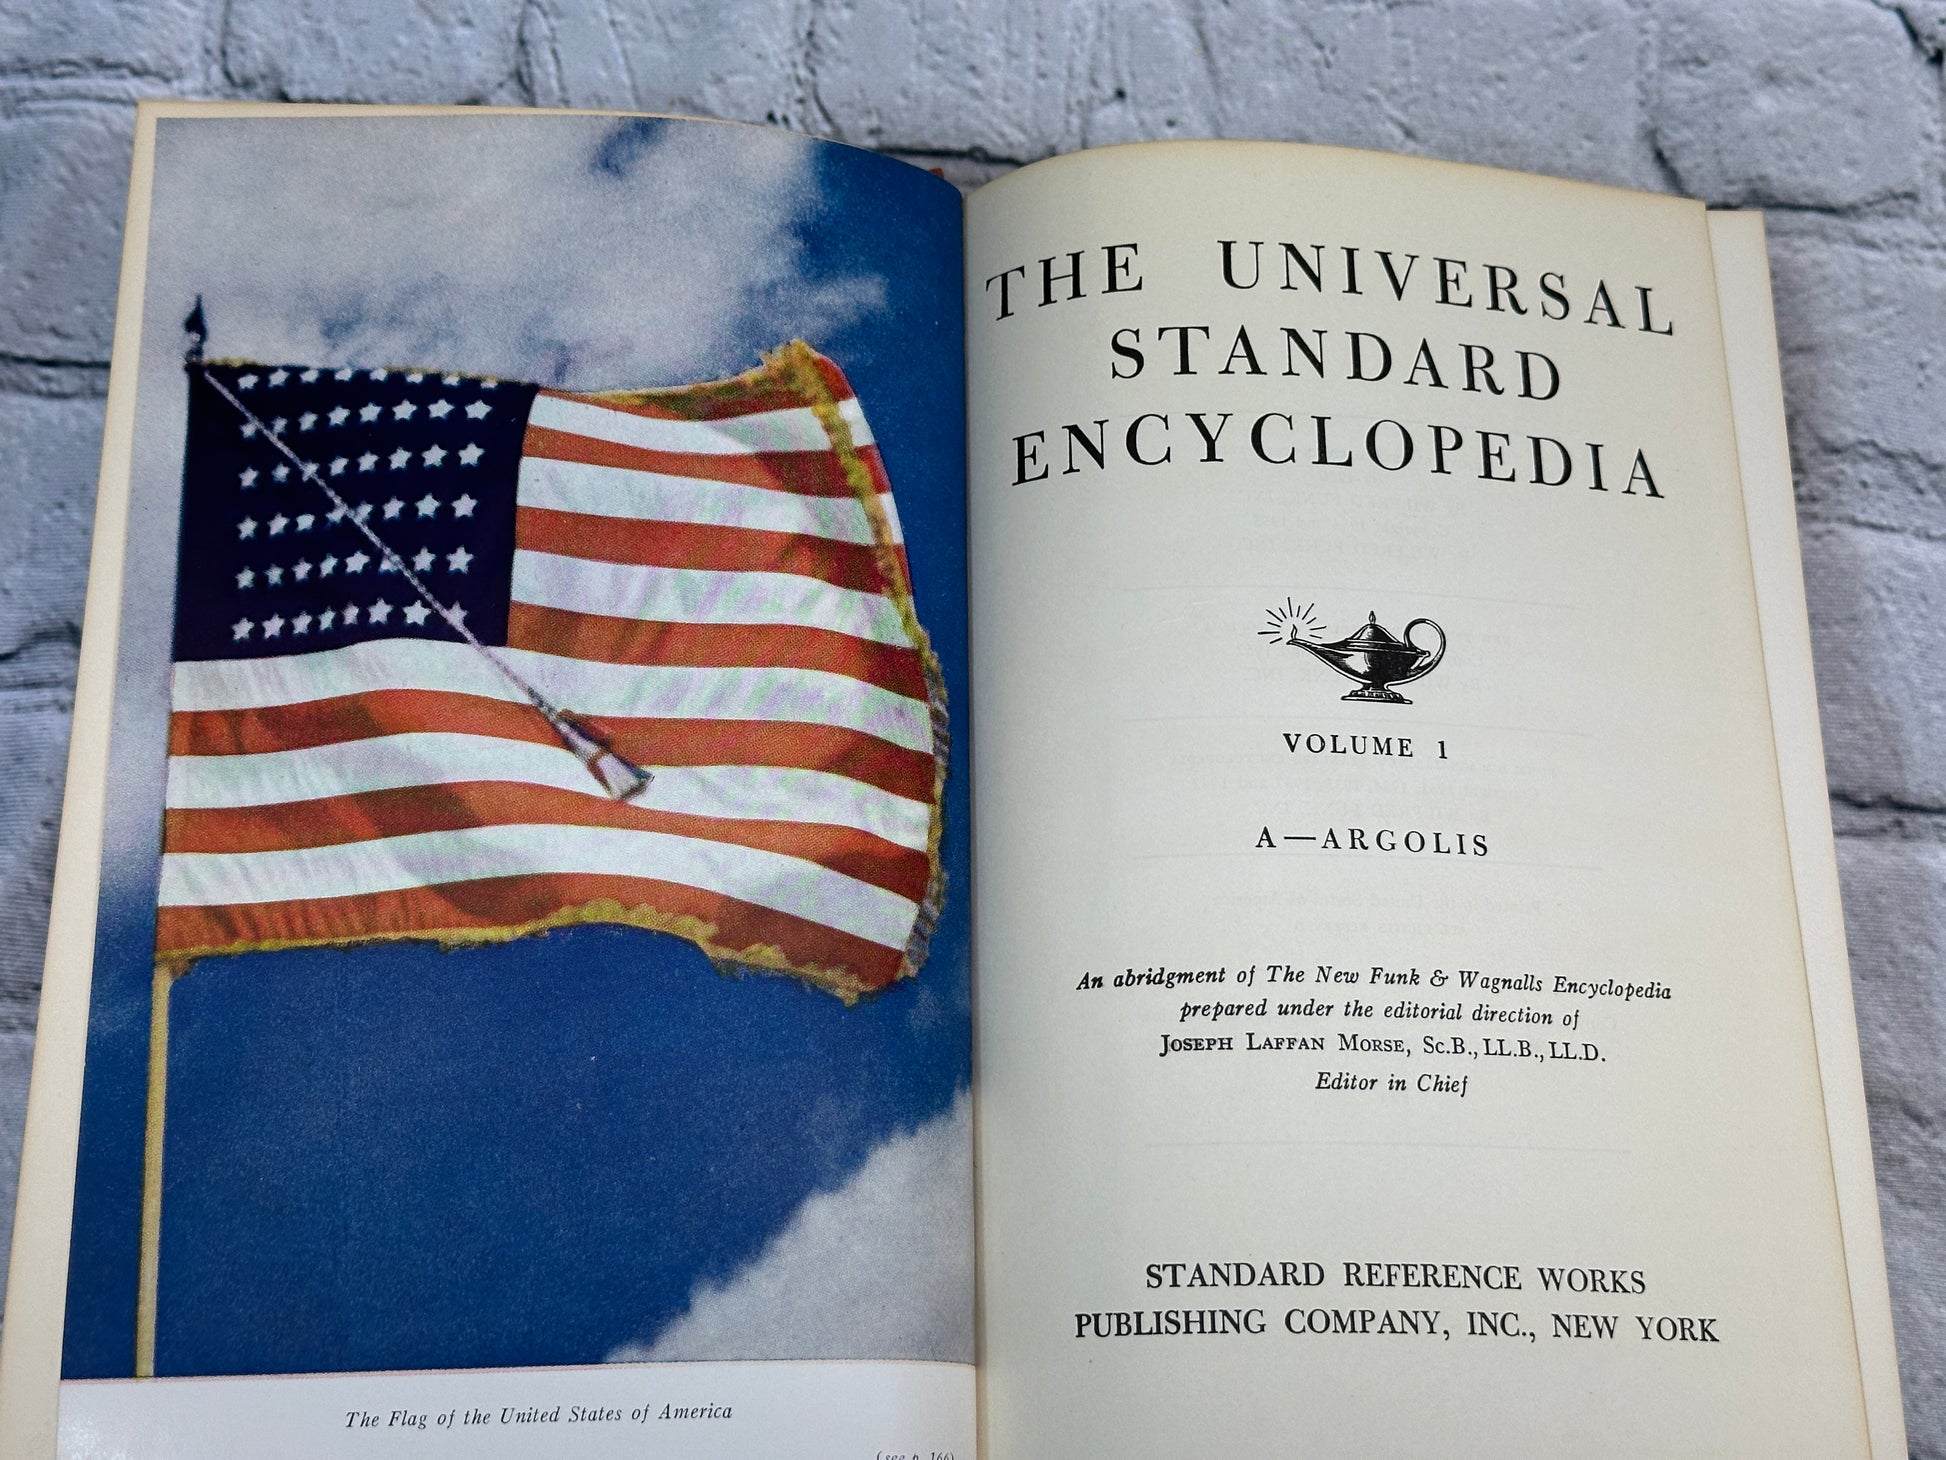 The Flag of the United States of America
(see p. 166)
THE UNIVERSAL
STANDARD
ENCYCLOPEDIA
VOLUME 1
A—ARGOLIS
An abridgment of The New Funk & Wagnalls Encyclopedia
prepared under the editorial direction of
JOSEPH LAFFAN MORSE, Sc.B., LL.B., LL.D.
Editor in Chief
STANDARD REFERENCE WORKS
PUBLISHING COMPANY, INC., NEW YORK